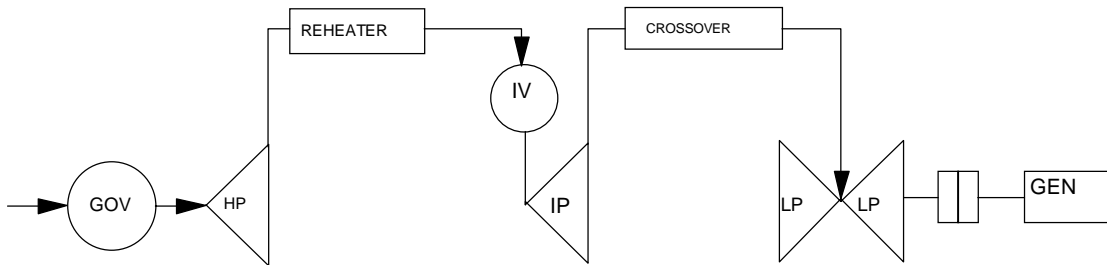 REHEATER
CROSSOVER
IV
GOV
HP
IP
LP
LP
GEN